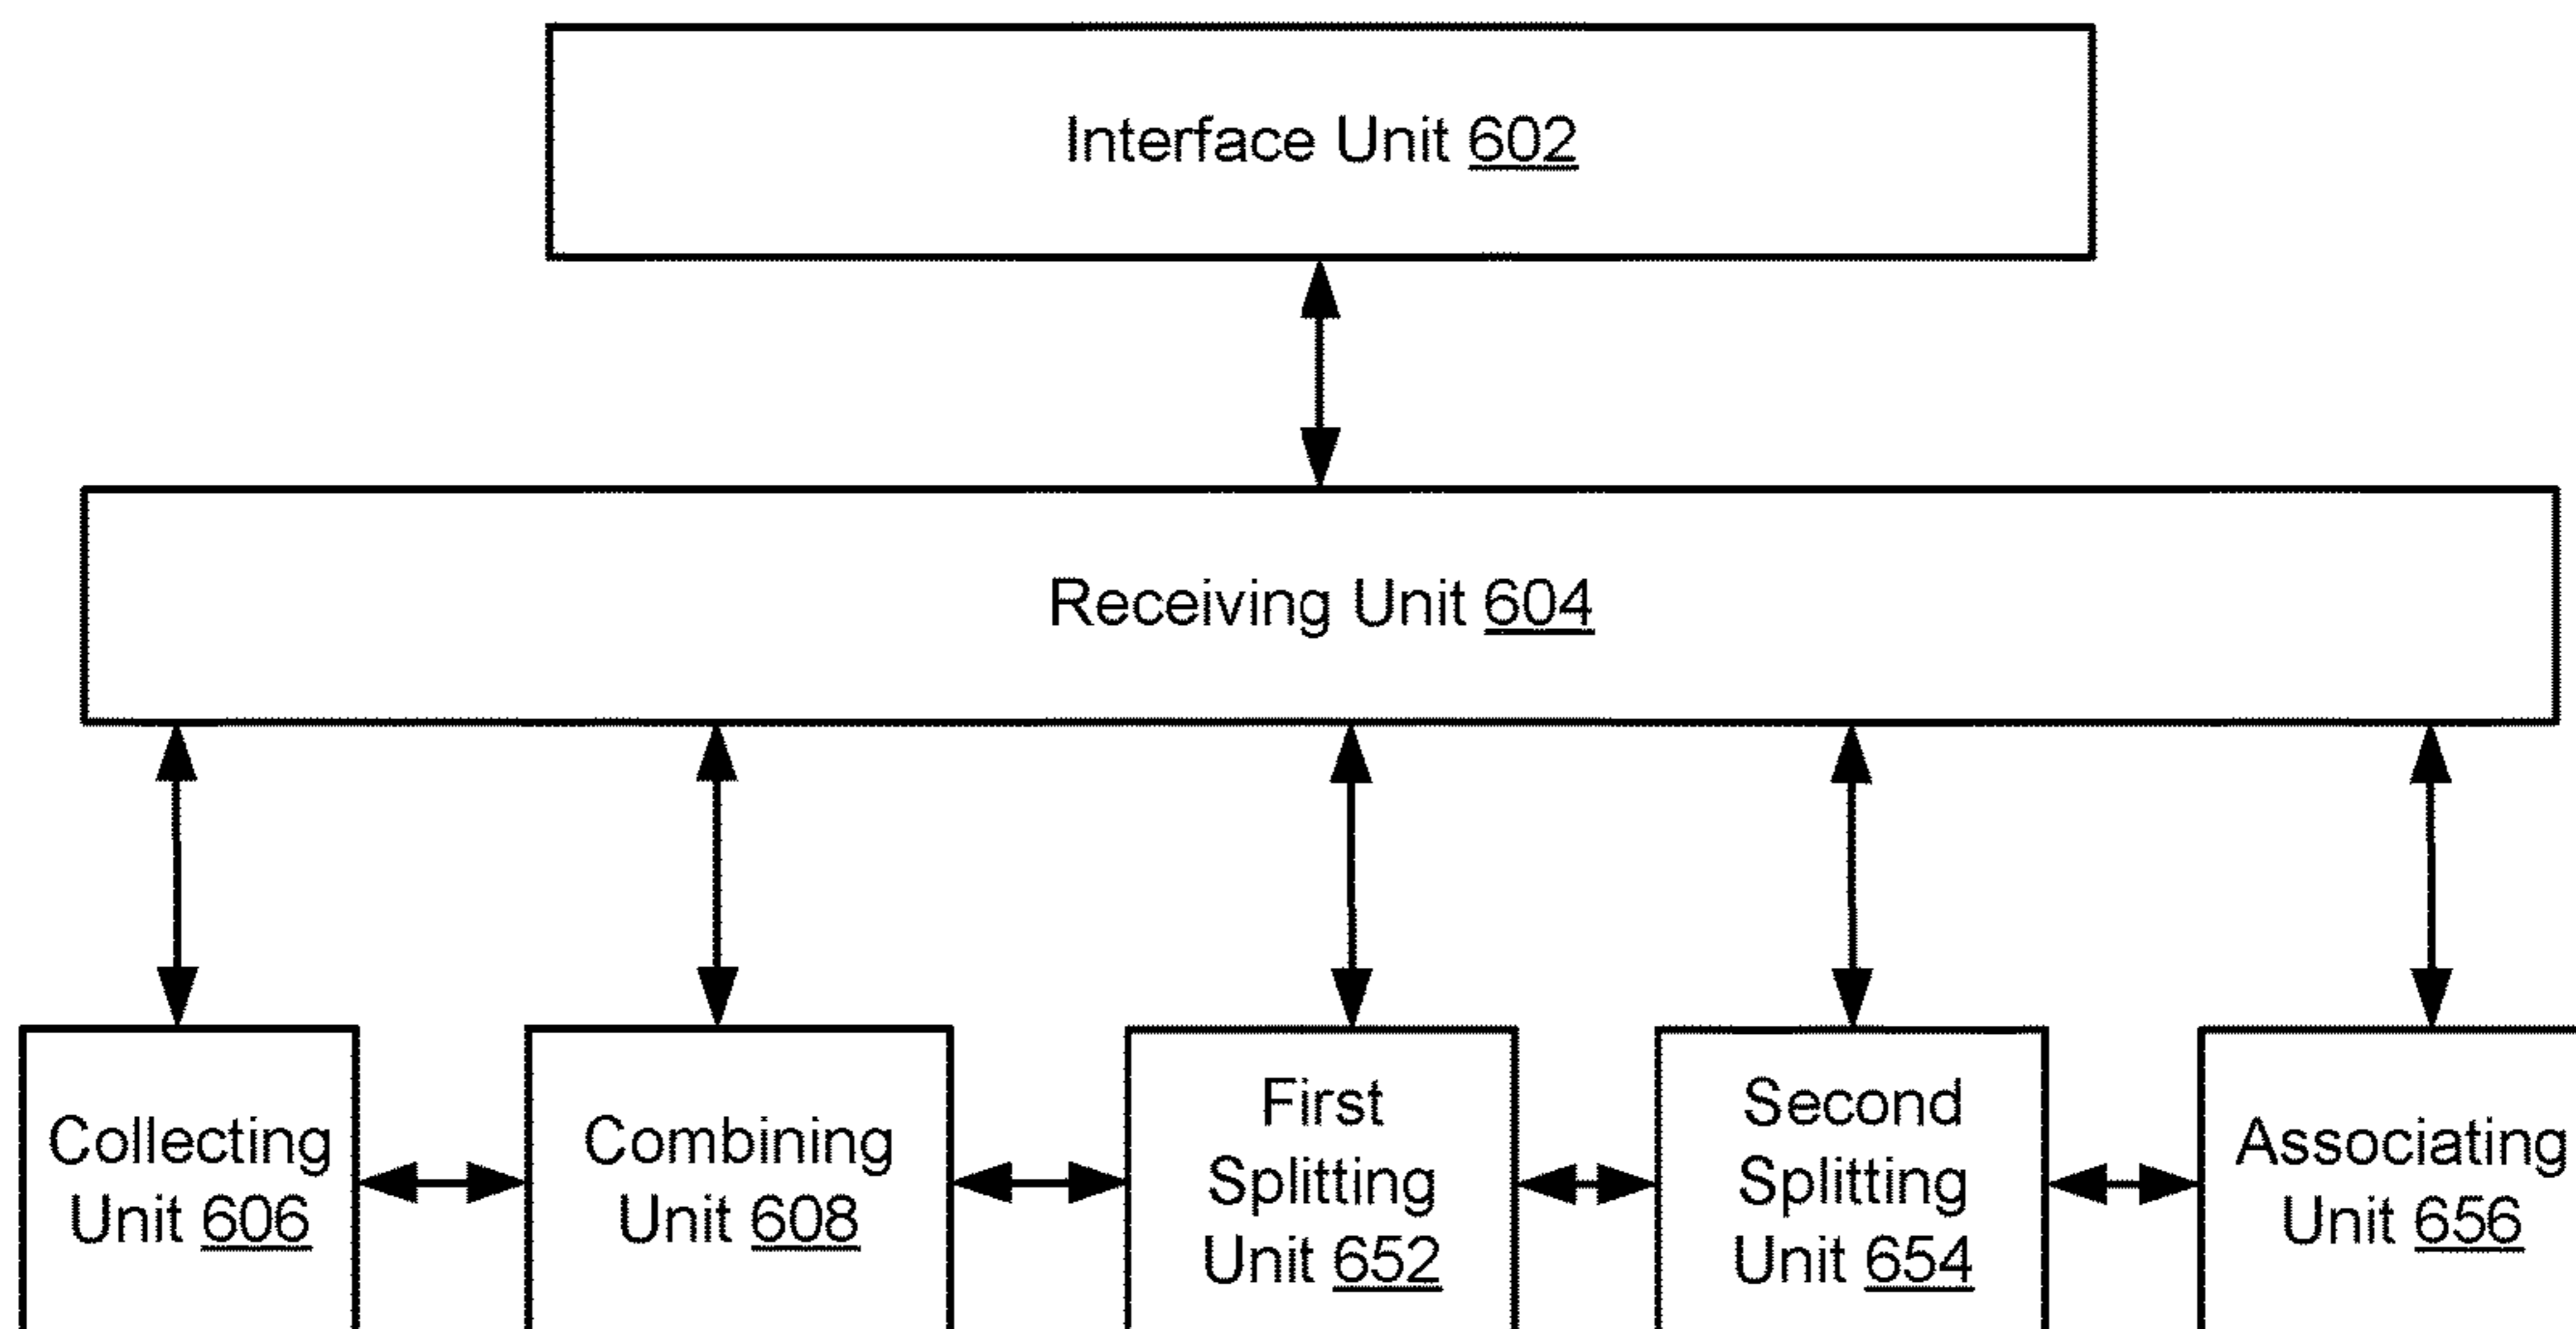 Interface Unit 602
Receiving Unit 604
Collecting
Unit 606
Combining
Unit 608
First
Splitting
Unit 652
Second
Splitting
Unit 654
Associating
Unit 656